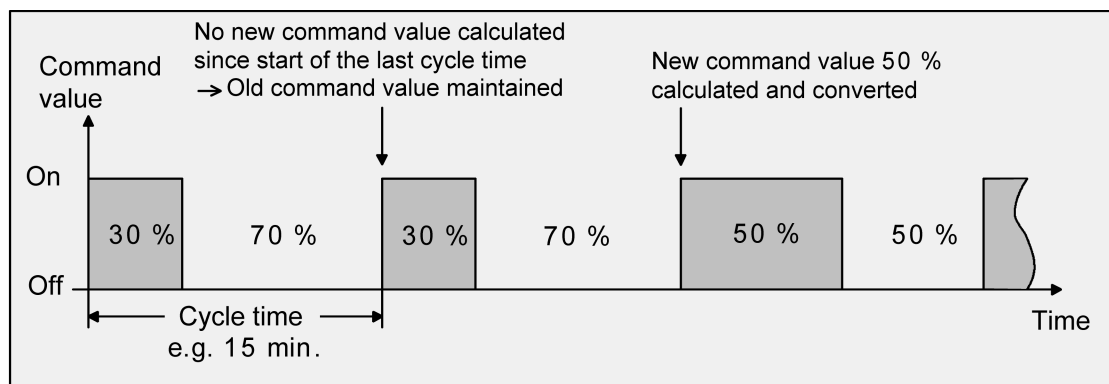 No new command value calculated
since start of the last cycle time
→ Old command value maintained
Command
value
New command value 50 %
calculated and converted
On
30 %
70 %
30 %
70 %
50 %
50 %
Off
Cycle time
e.g. 15 min.
Time